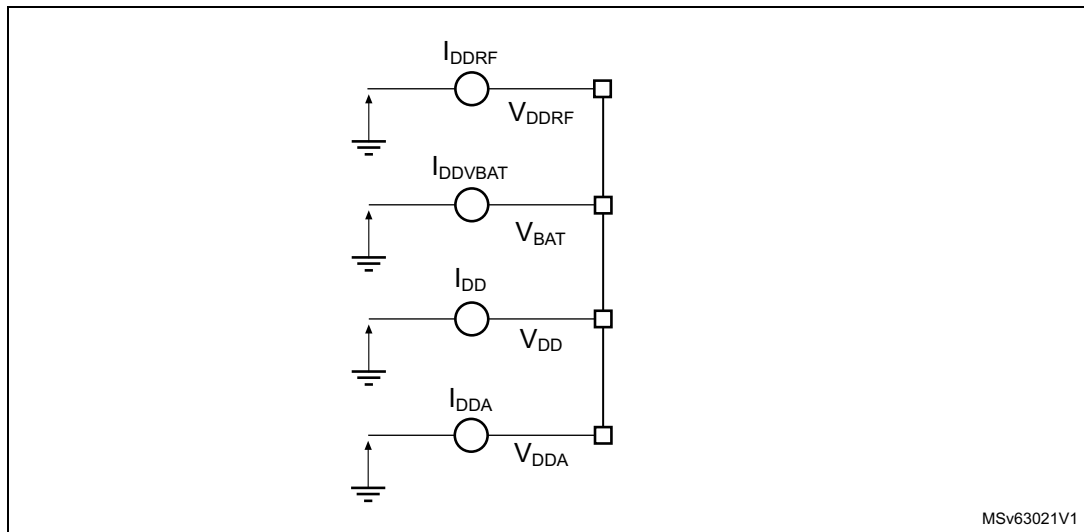 IDDRF
VDDRF
IDDVBAT
VBAT
IDD
VDD
IDDA
VDDA
MSv63021V1